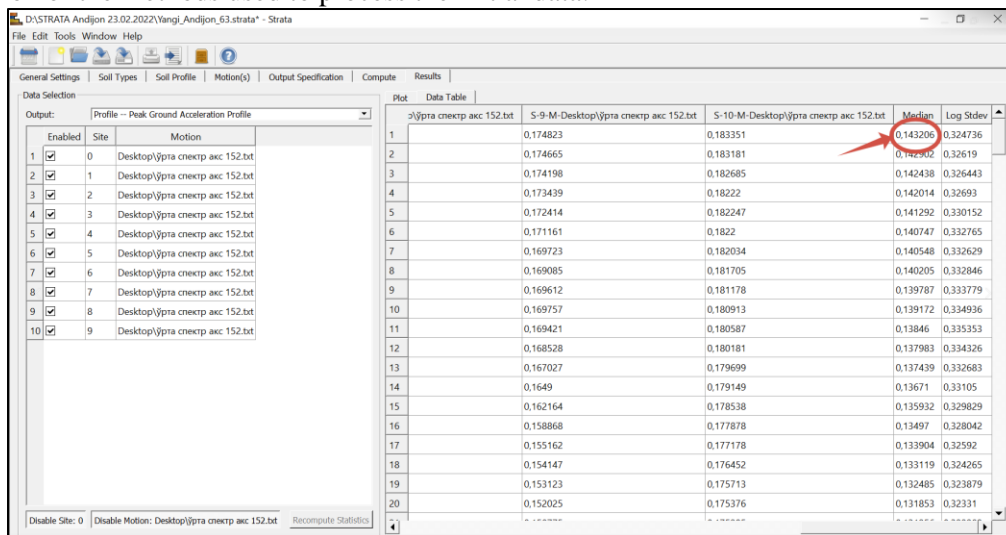 D:\STRATA Andijon 23.02.2022\Yangi_Andijon_63.strata* - Strata
File Edit Tools Window Help
General Settings Soil Types Soil Profile Motion(s) Output Specification Compute Results
Data Selection
Output: Profile -- Peak Ground Acceleration Profile
Enabled Site Motion
1 0 Desktop\ўрта спектр акс 152.txt
2 1 Desktop\ўрта спектр акс 152.txt
3 2 Desktop\ўрта спектр акс 152.txt
4 3 Desktop\ўрта спектр акс 152.txt
5 4 Desktop\ўрта спектр акс 152.txt
6 5 Desktop\ўрта спектр акс 152.txt
7 6 Desktop\ўрта спектр акс 152.txt
8 7 Desktop\ўрта спектр акс 152.txt
9 8 Desktop\ўрта спектр акс 152.txt
10 9 Desktop\ўрта спектр акс 152.txt
Disable Site: 0 Disable Motion: Desktop\ўрта спектр акс 152.txt Recompute Statistics
Plot Data Table
\ўрта спектр акс 152.txt S-9-M-Desktop\ўрта спектр акс 152.txt S-10-M-Desktop\ўрта спектр акс 152.txt Median Log Stdev
1 0,174823 0,183351 0,143206 0,324736
2 0,174665 0,183181 0,142902 0,32619
3 0,174198 0,182685 0,142438 0,326443
4 0,173439 0,18222 0,142014 0,32693
5 0,172414 0,182247 0,141292 0,330152
6 0,171161 0,1822 0,140747 0,332765
7 0,169723 0,182034 0,140548 0,332629
8 0,169085 0,181705 0,140205 0,332846
9 0,169612 0,181178 0,139787 0,333779
10 0,169757 0,180913 0,139172 0,334936
11 0,169421 0,180587 0,13846 0,335353
12 0,168528 0,180181 0,137983 0,334326
13 0,167027 0,179699 0,137439 0,332683
14 0,1649 0,179149 0,13671 0,33105
15 0,162164 0,178538 0,135932 0,329829
16 0,158868 0,177878 0,13497 0,328042
17 0,155162 0,177178 0,133904 0,32592
18 0,154147 0,176452 0,133119 0,324265
19 0,153123 0,175713 0,132485 0,323879
20 0,152025 0,175376 0,131853 0,32331